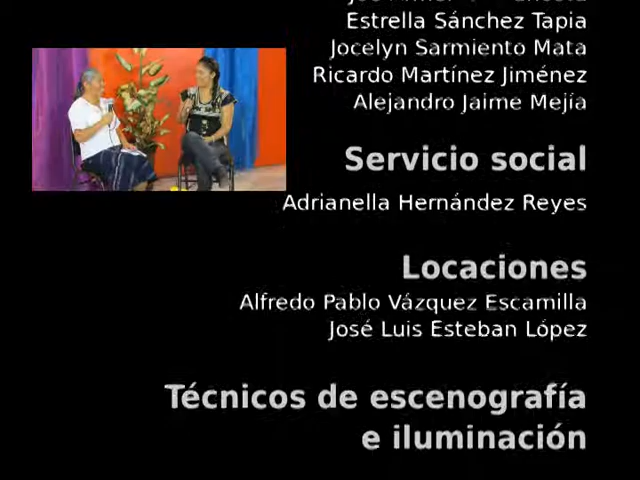 Estrella Sánchez Tapia
Jocelyn Sarmiento Mata
Ricardo Martínez Jiménez
Alejandro Jaime Mejía
Servicio social
Adrianella Hernández Reyes
Locaciones
Alfredo Pablo Vázquez Escamilla
José Luis Esteban López
Técnicos de escenografía
e iluminación